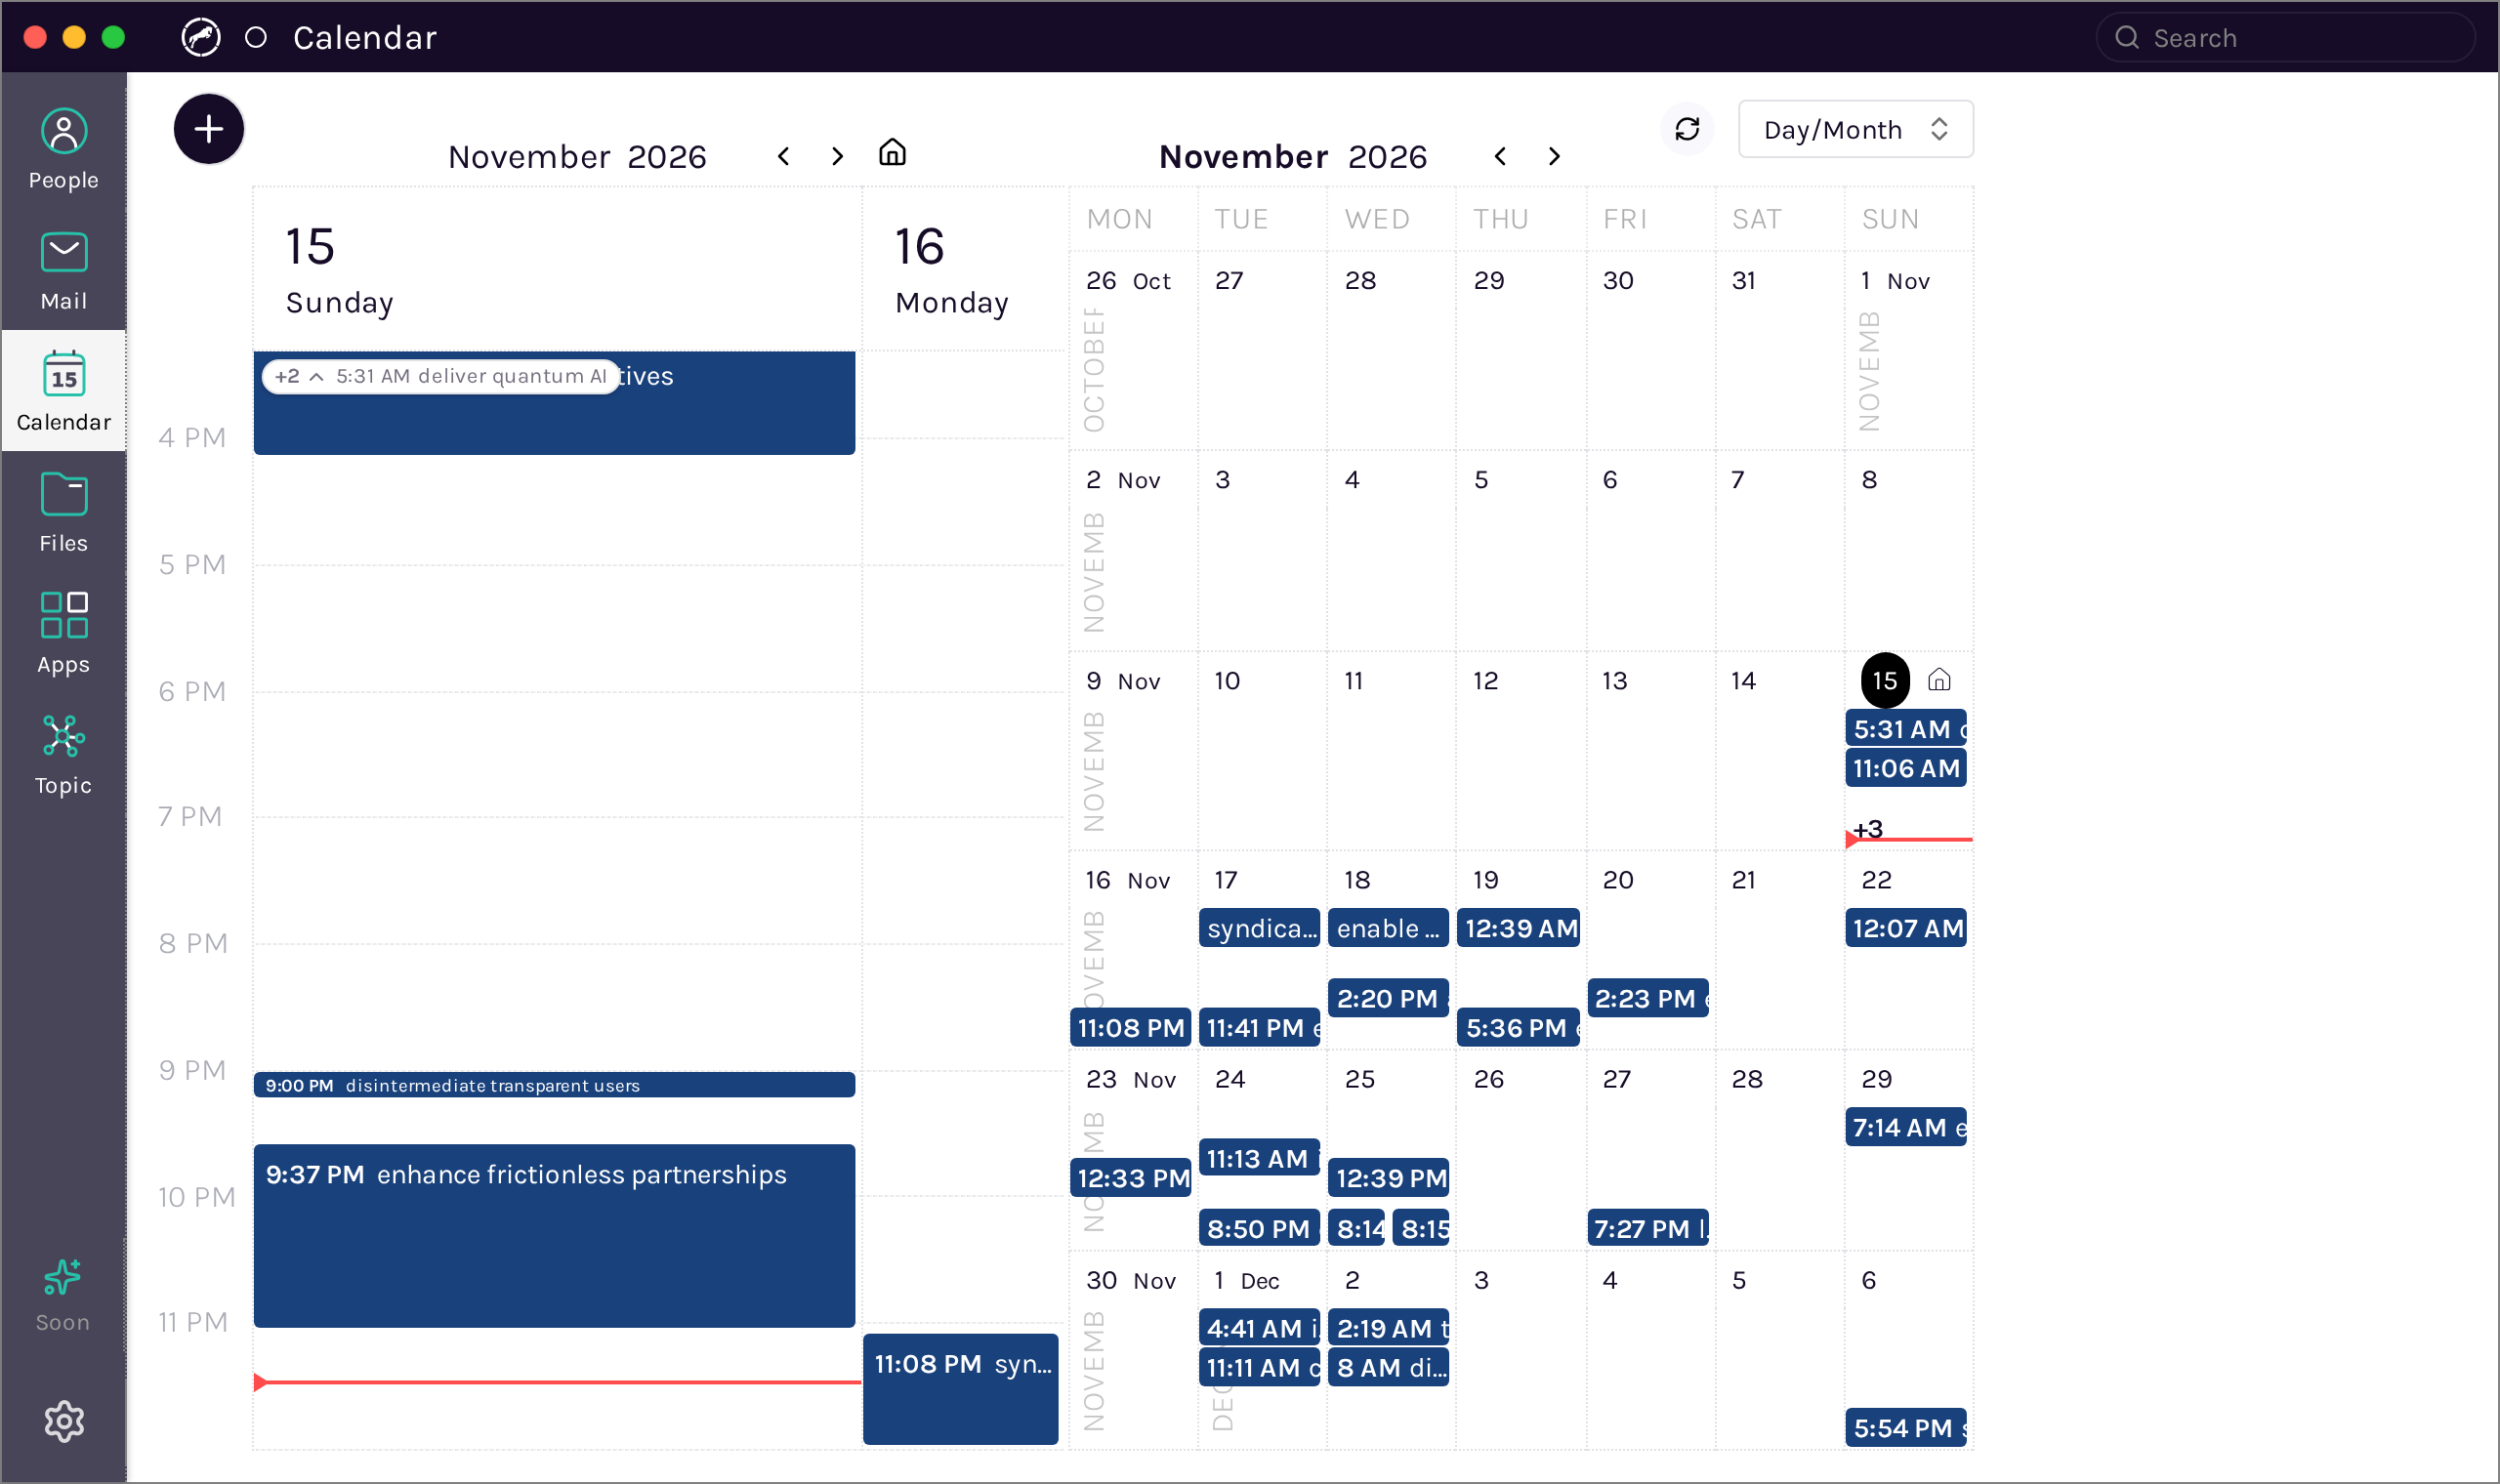 Calendar
Search
People
Mail
15
Calendar
Files
Apps
Topic
Soon
November 2026
November 2026
Day/Month
15
Sunday
16
Monday
4 PM
5 PM
6 PM
7 PM
8 PM
9 PM
10 PM
11 PM
+2 5:31 AM deliver quantum AI tives
9:00 PM disintermediate transparent users
9:37 PM enhance frictionless partnerships
11:08 PM syn...
MON TUE WED THU FRI SAT SUN
26 Oct 27 28 29 30 31 1 Nov
OCTOBER
NOVEMB
2 Nov 3 4 5 6 7 8
NOVEMB
9 Nov 10 11 12 13 14 15
NOVEMB
5:31 AM
11:06 AM
+3
16 Nov 17 18 19 20 21 22
OVEMB
syndica... enable ... 12:39 AM 12:07 AM
2:20 PM 2:23 PM e
11:08 PM 11:41 PM e 5:36 PM e
23 Nov 24 25 26 27 28 29
NO MB
7:14 AM e
11:13 AM
12:33 PM 12:39 PM
8:50 PM 8:14 8:15 7:27 PM l.
30 Nov 1 Dec 2 3 4 5 6
NOVEMB
DEC
4:41 AM i. 2:19 AM t
11:11 AM c 8 AM di...
5:54 PM s